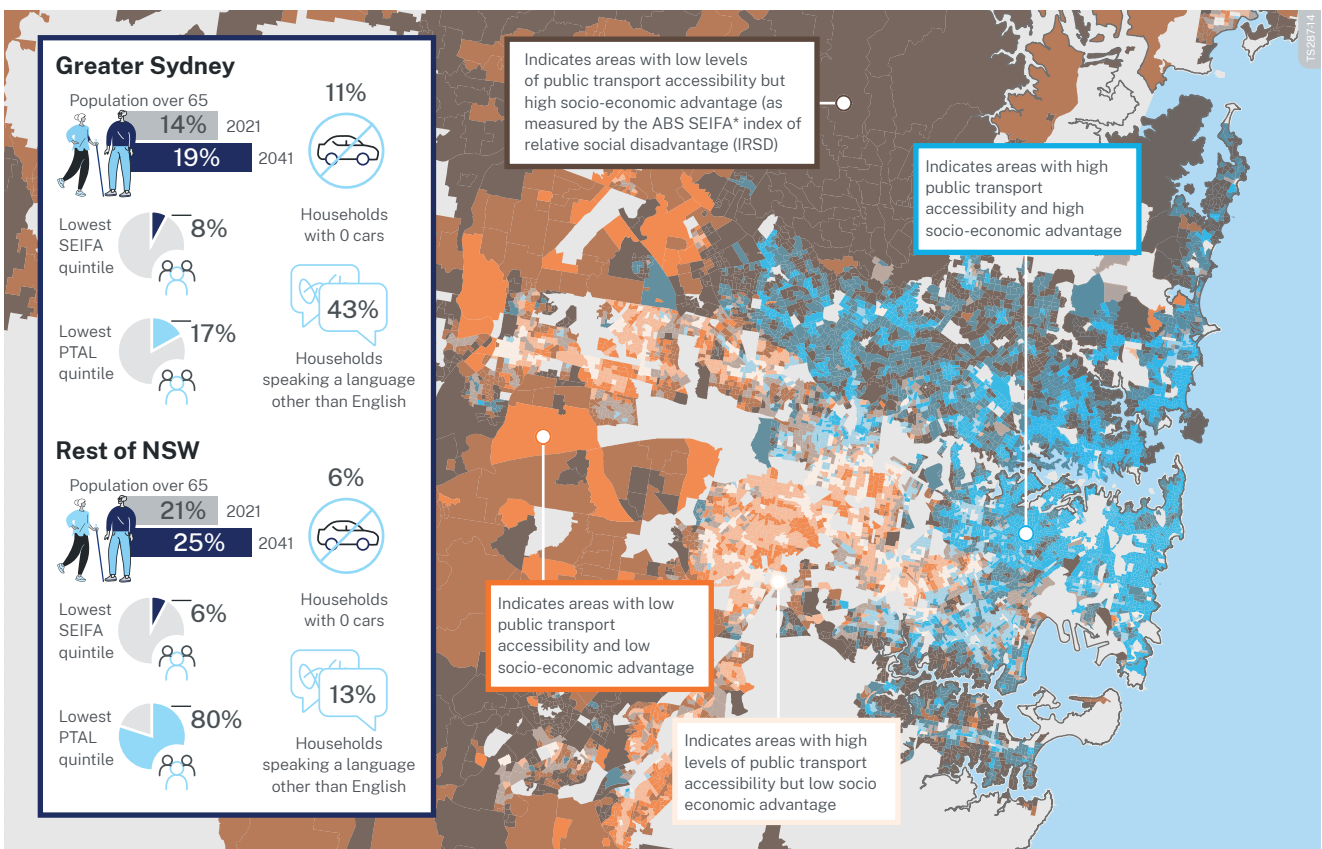 Greater Sydney
Population over 65
14% 2021
19% 2041
Lowest
SEIFA
quintile
8%
Lowest
PTAL
quintile
17%
11%
Households
with 0 cars
43%
Households
speaking a language
other than English
Rest of NSW
Population over 65
21% 2021
25% 2041
Lowest
SEIFA
quintile
6%
Lowest
PTAL
quintile
80%
6%
Households
with 0 cars
13%
Households
speaking a language
other than English
Indicates areas with low levels
of public transport accessibility but
high socio-economic advantage (as
measured by the ABS SEIFA* index of
relative social disadvantage (IRSD)
Indicates areas with high
public transport
accessibility and high
socio-economic advantage
Indicates areas with low
public transport
accessibility and low
socio-economic advantage
Indicates areas with high
levels of public transport
accessibility but low socio
economic advantage
TS287-14